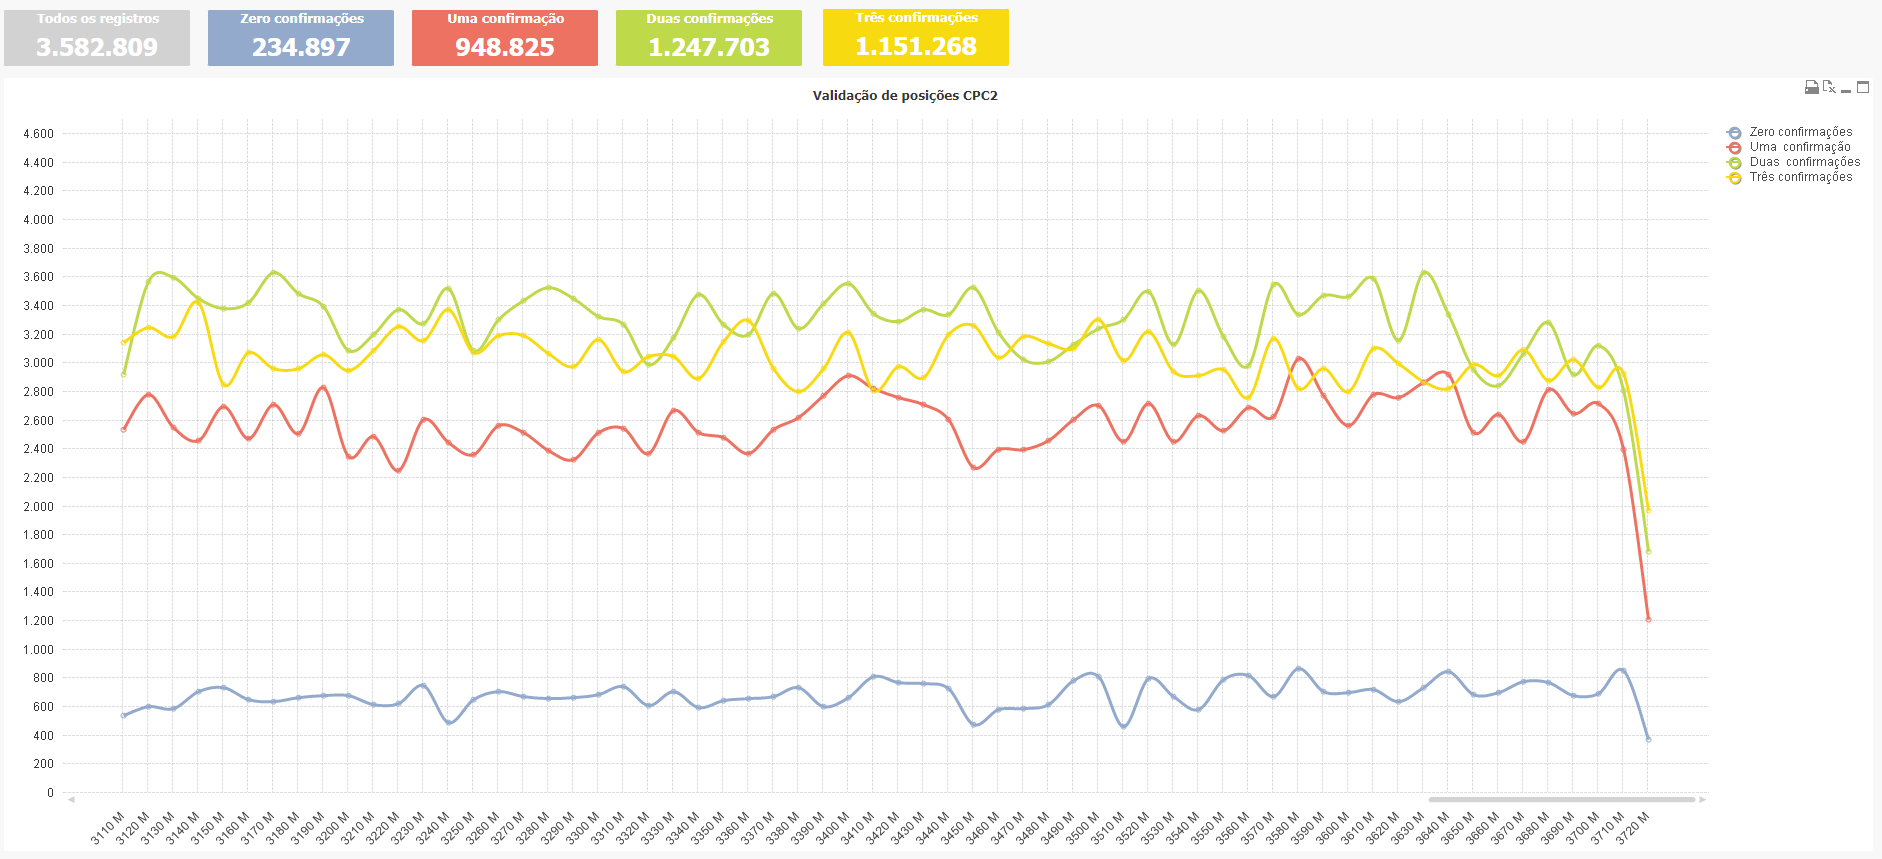 Todos os registros
3.582.809
Zero confirmações
234.897
Uma confirmação
948.825
Duas confirmações
1.247.703
Três confirmações
1.151.268
Validação de posições CPC2
Zero confirmações
Uma confirmação
Duas confirmações
Três confirmações
4.600
4.400
4.200
4.000
3.800
3.600
3.400
3.200
3.000
2.800
2.600
2.400
2.200
2.000
1.800
1.600
1.400
1.200
1.000
800
600
400
200
0
3110 M
3120 M
3130 M
3140 M
3150 M
3160 M
3170 M
3180 M
3190 M
3200 M
3210 M
3220 M
3230 M
3240 M
3250 M
3260 M
3270 M
3280 M
3290 M
3300 M
3310 M
3320 M
3330 M
3340 M
3350 M
3360 M
3370 M
3380 M
3390 M
3400 M
3410 M
3420 M
3430 M
3440 M
3450 M
3460 M
3470 M
3480 M
3490 M
3500 M
3510 M
3520 M
3530 M
3540 M
3550 M
3560 M
3570 M
3580 M
3590 M
3600 M
3610 M
3620 M
3630 M
3640 M
3650 M
3660 M
3670 M
3680 M
3690 M
3700 M
3710 M
3720 M